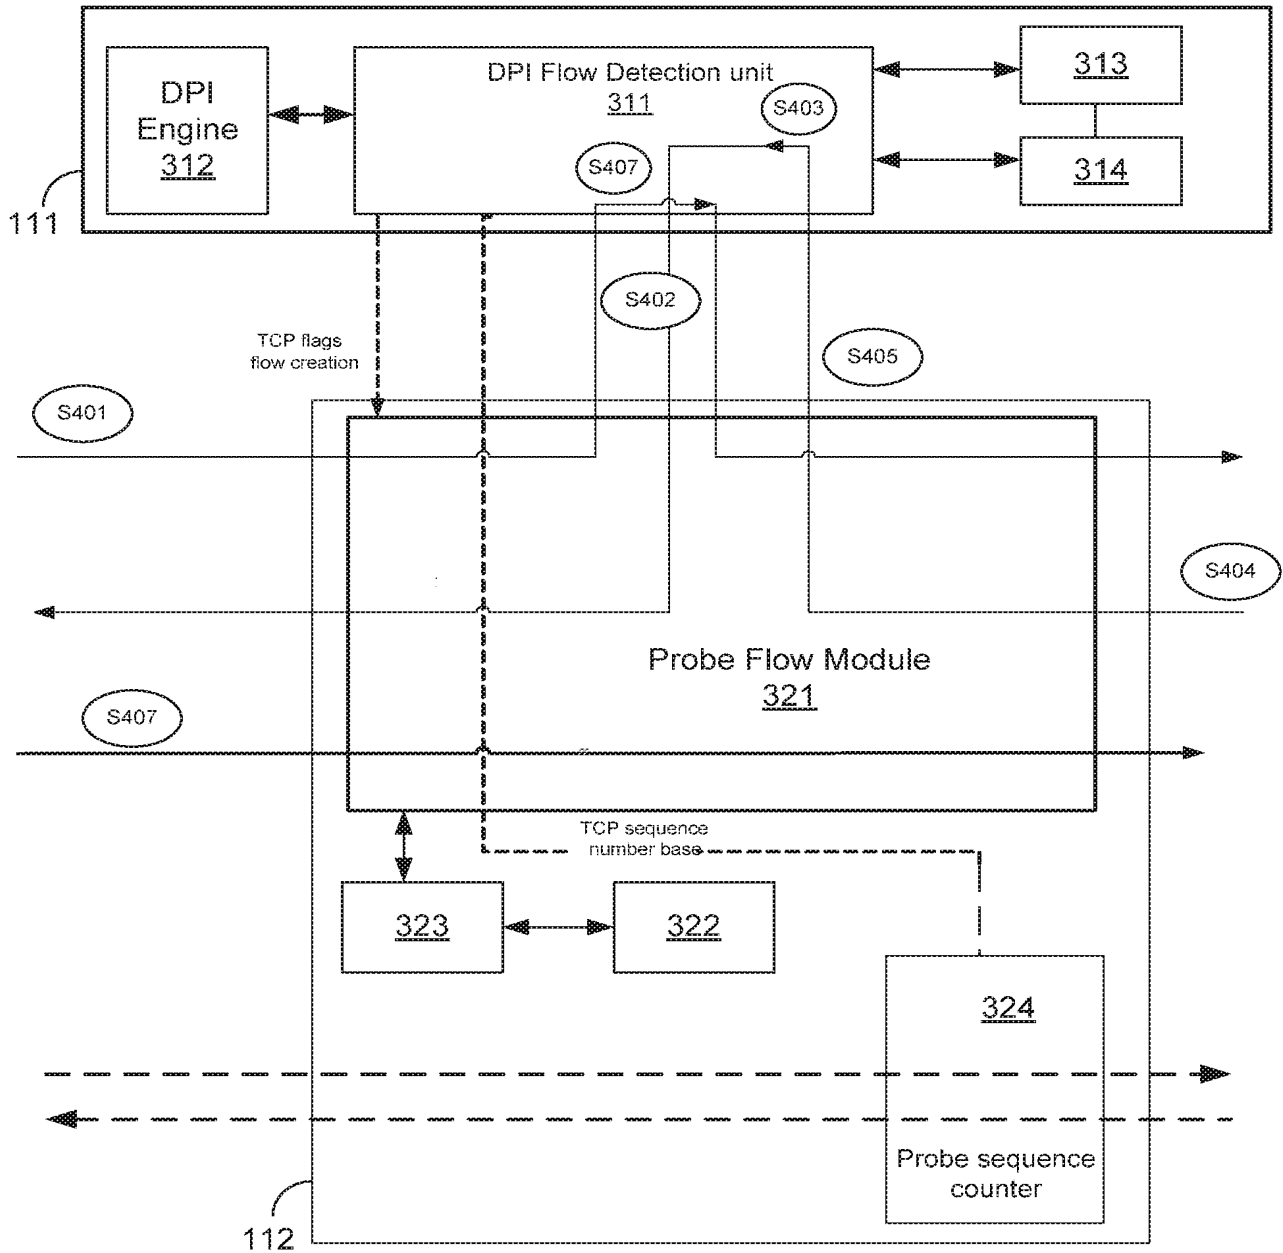 DPI Flow Detection unit
311
DPI
Engine
312
313
314
S403
S407
111
S402
TCP flags
flow creation
S405
S401
S404
Probe Flow Module
321
S407
TCP sequence
number base
323
322
324
Probe sequence
counter
112